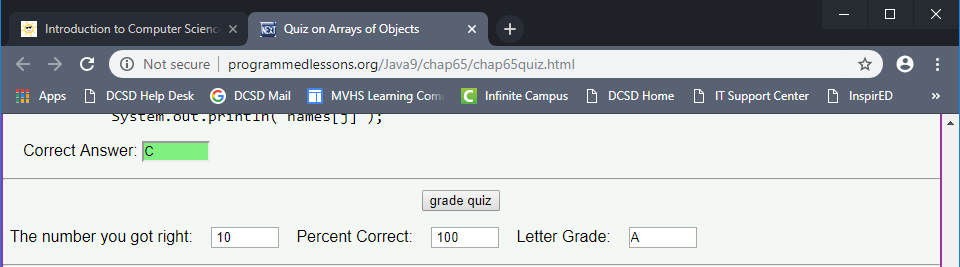 Introduction to Computer Science
NEXT Quiz on Arrays of Objects
Not secure | programmedlessons.org/Java9/chap65/chap65quiz.html
Apps DCSD Help Desk DCSD Mail MVHS Learning Com Infinite Campus DCSD Home IT Support Center InspirED »
System.out.println( names[j] );
Correct Answer: C
grade quiz
The number you got right: 10 Percent Correct: 100 Letter Grade: A